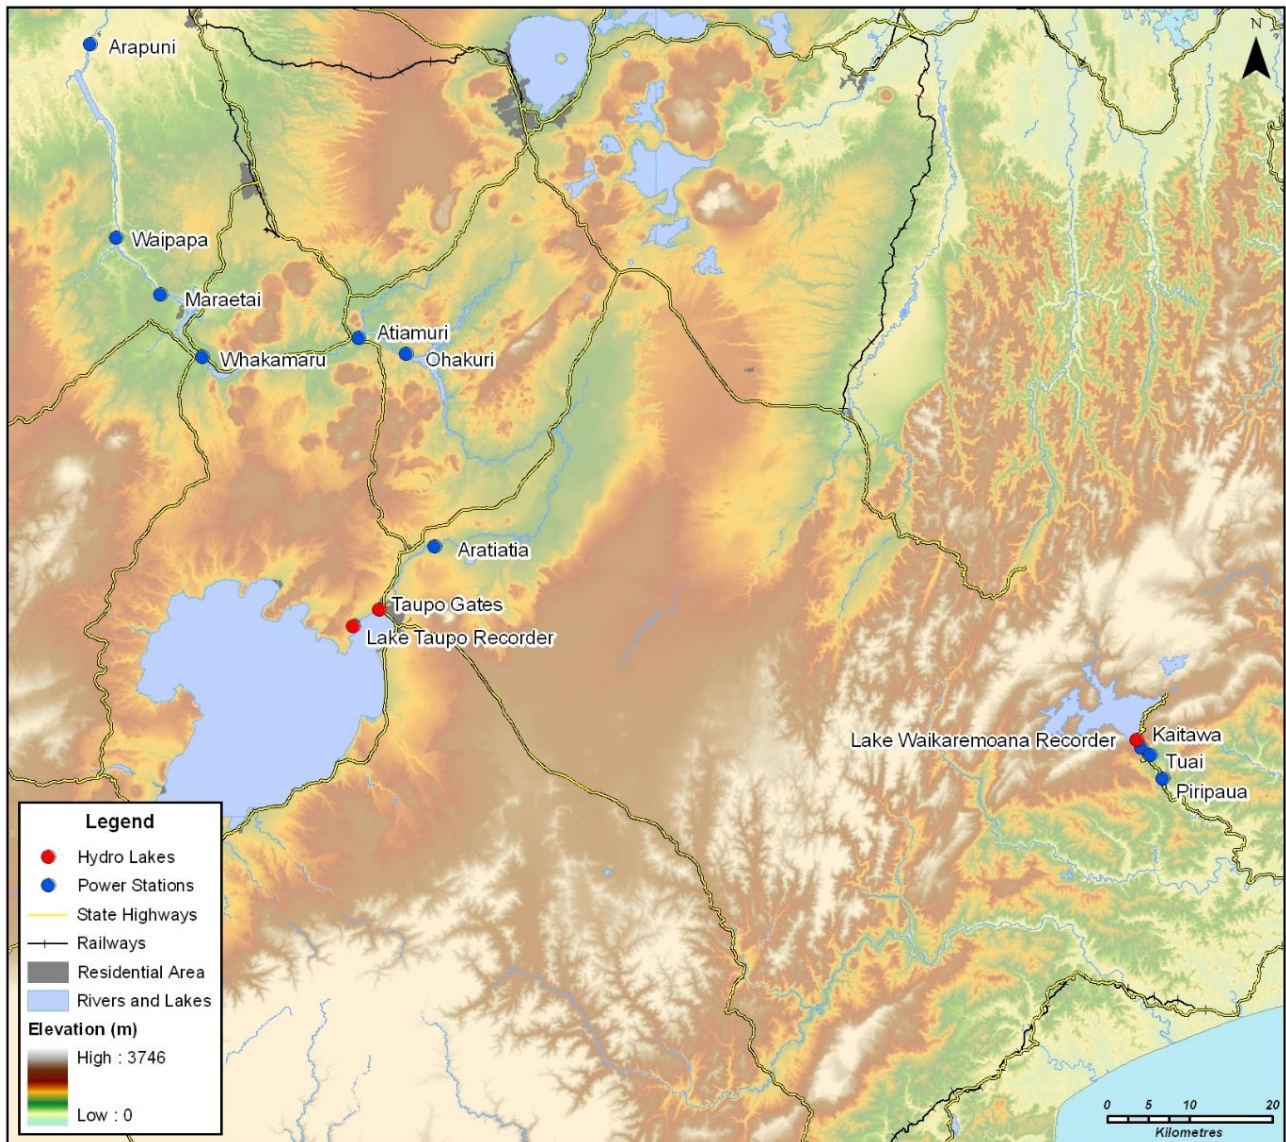 N
Arapuni
Waipapa
Maraetai
Atiamuri
Whakamaru
Ohakuri
Aratiatia
Taupo Gates
Lake Taupo Recorder
Lake Waikaremoana Recorder
Kaitawa
Tuai
Piripaua
Legend
Hydro Lakes
Power Stations
State Highways
Railways
Residential Area
Rivers and Lakes
Elevation (m)
High : 3746
Low : 0
0 5 10 20
Kilometres